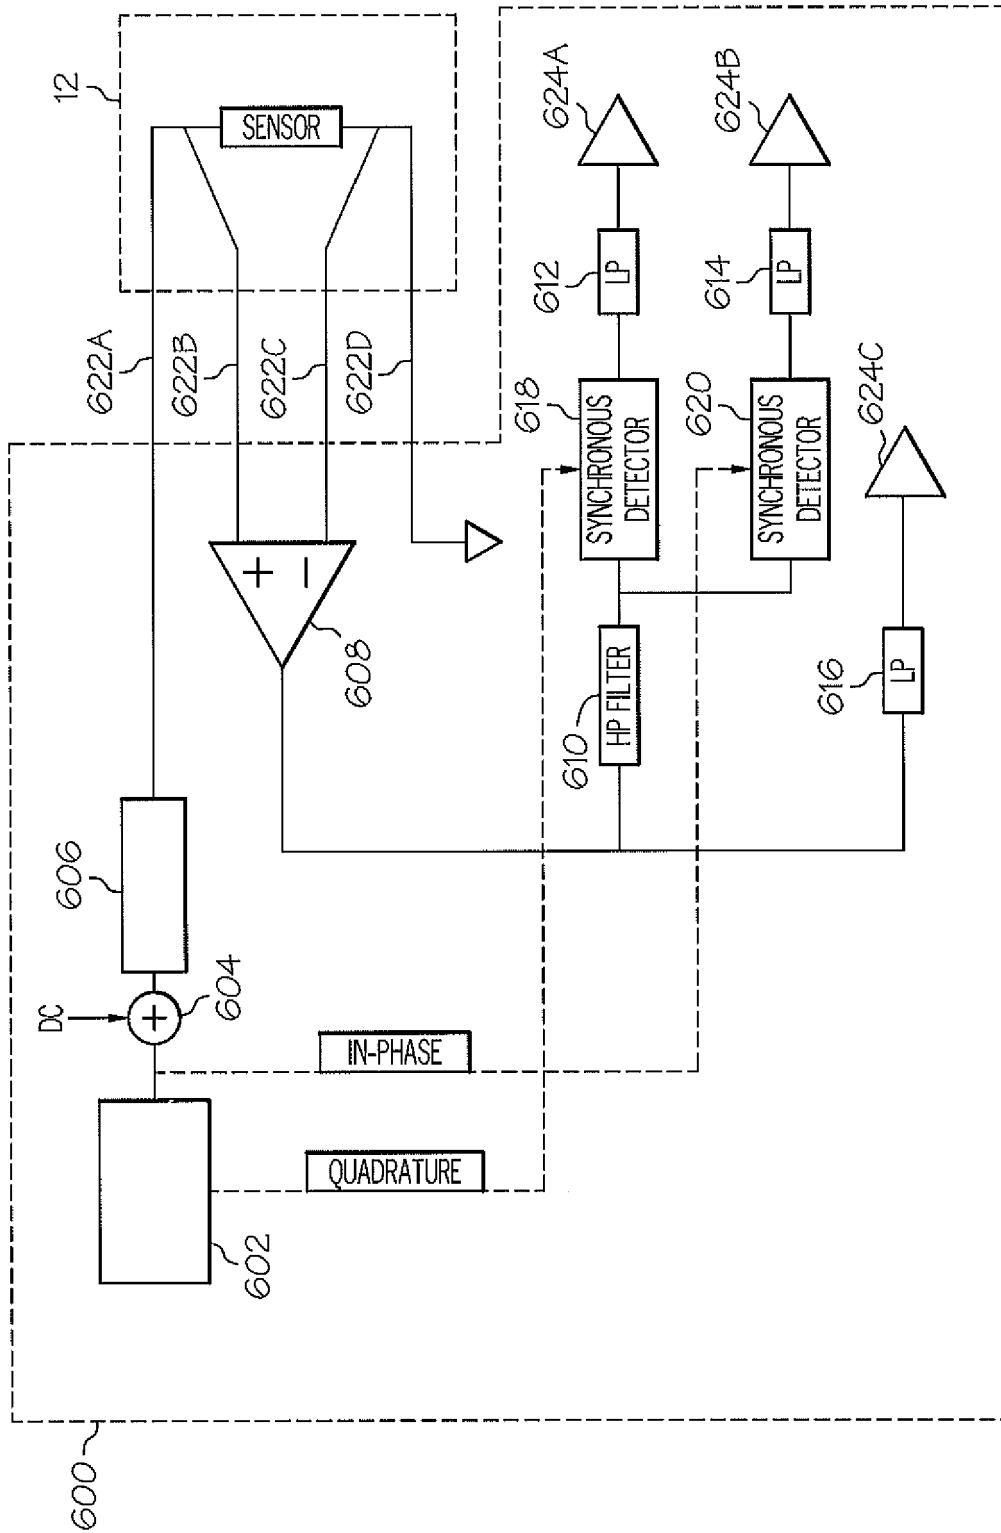 600
12
SENSOR
622A
622B
622C
622D
606
DC
+
604
602
IN-PHASE
QUADRATURE
+
−
608
610
HP FILTER
618
SYNCHRONOUS
DETECTOR
620
SYNCHRONOUS
DETECTOR
612
LP
614
LP
616
LP
624A
624B
624C